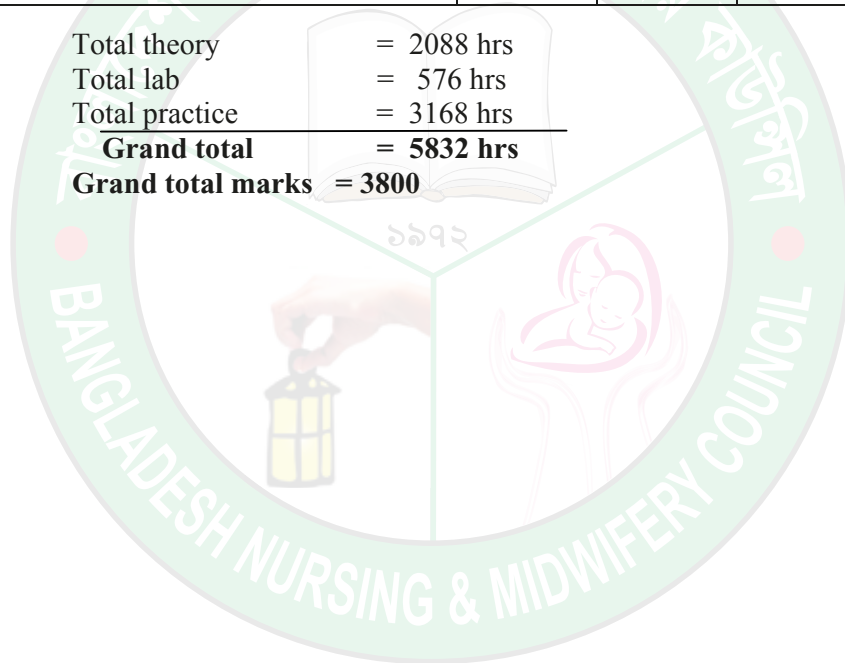 Total theory = 2088 hrs
Total lab = 576 hrs
Total practice = 3168 hrs
Grand total = 5832 hrs
Grand total marks = 3800
১৯৭২
BANGLADESH NURSING & MIDWIFERY COUNCIL